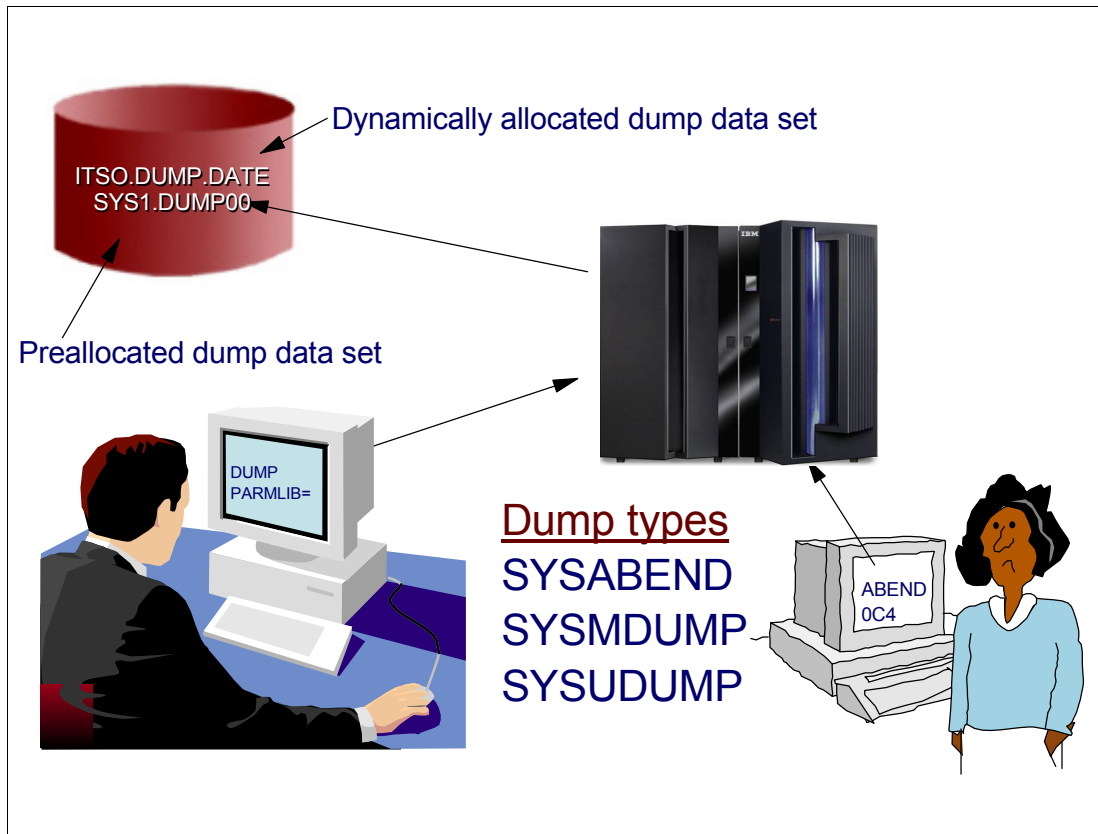 Dynamically allocated dump data set
ITSO.DUMP.DATE
SYS1.DUMP00
IBM
Preallocated dump data set
DUMP
PARMLIB=
Dump types
SYSABEND
SYSMDUMP
SYSUDUMP
ABEND
0C4